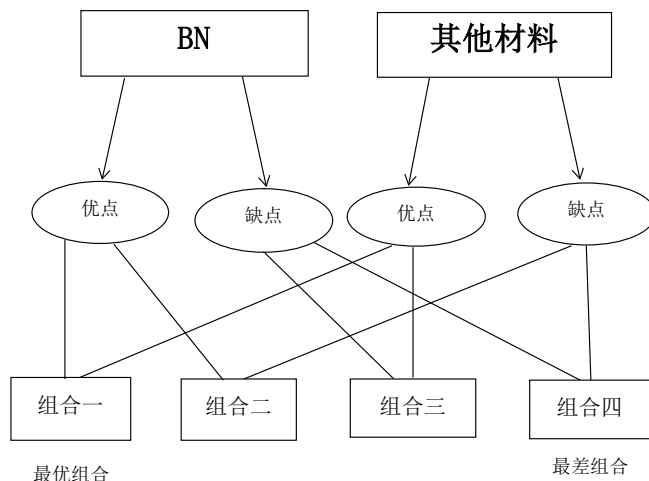 BN
其他材料
优点
缺点
优点
缺点
组合一
组合二
组合三
组合四
最优组合
最差组合